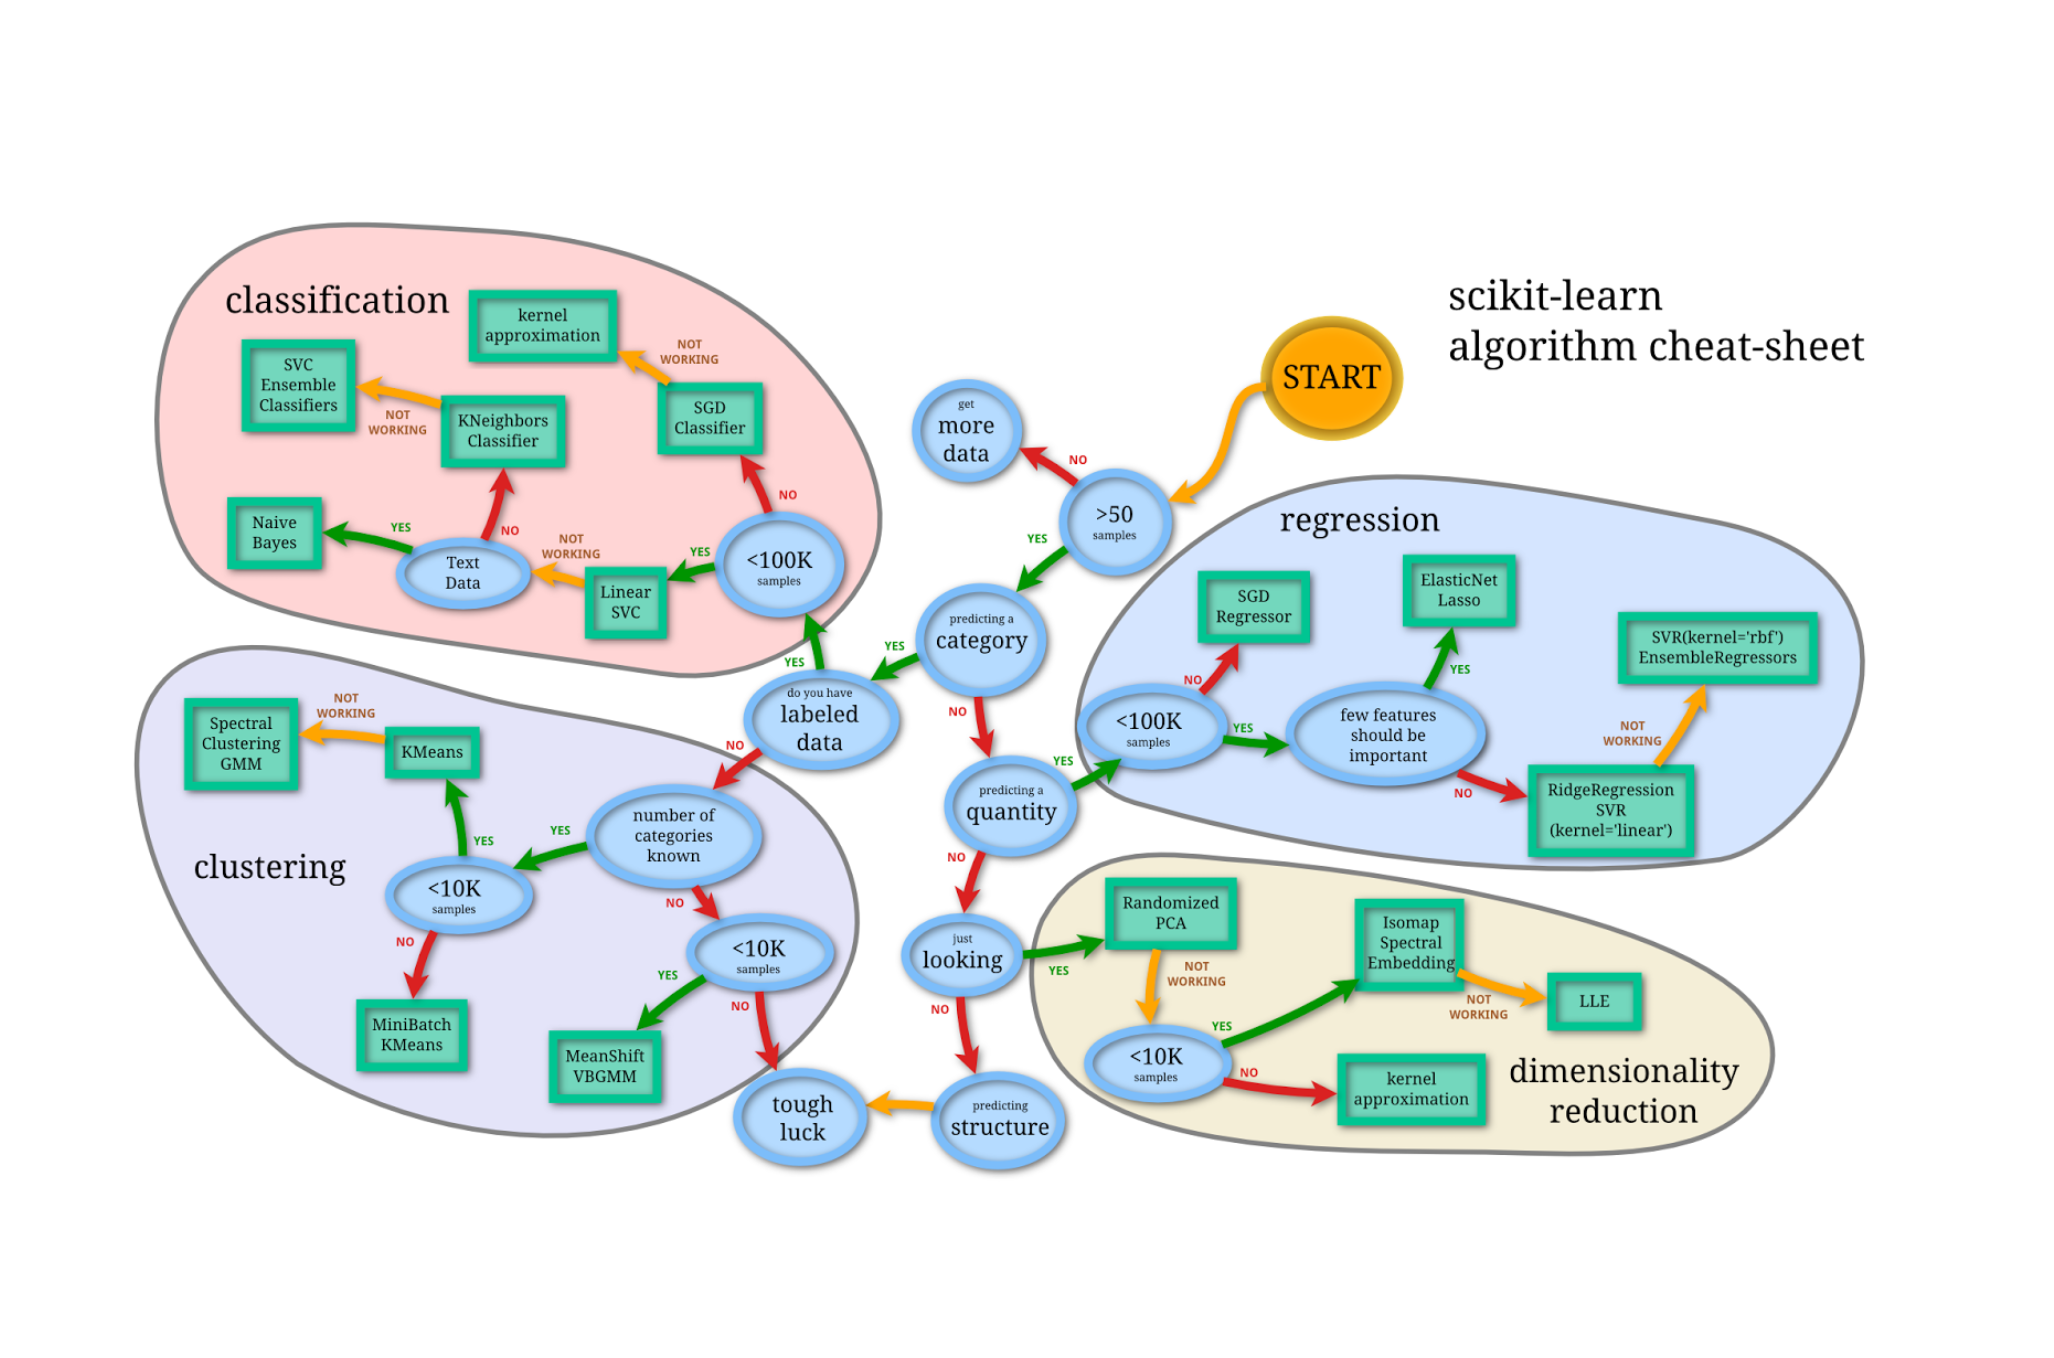 scikit-learn
algorithm cheat-sheet
START
classification
kernel
approximation
NOT
WORKING
SVC
Ensemble
Classifiers
NOT
WORKING
KNeighbors
Classifier
SGD
Classifier
NO
Naive
Bayes
YES
NO
Text
Data
NOT
WORKING
Linear
SVC
YES
<100K
samples
YES
get
more
data
NO
>50
samples
YES
predicting a
category
YES
NO
do you have
labeled
data
NO
predicting a
quantity
YES
NO
just
looking
YES
NO
predicting
structure
tough
luck
regression
SGD
Regressor
ElasticNet
Lasso
SVR(kernel='rbf')
EnsembleRegressors
NO
YES
<100K
samples
YES
few features
should be
important
NOT
WORKING
NO
RidgeRegression
SVR
(kernel='linear')
clustering
Spectral
Clustering
GMM
NOT
WORKING
KMeans
number of
categories
known
YES
YES
NO
<10K
samples
NO
<10K
samples
YES
NO
MiniBatch
KMeans
MeanShift
VBGMM
Randomized
PCA
NOT
WORKING
Isomap
Spectral
Embedding
NOT
WORKING
LLE
YES
<10K
samples
NO
kernel
approximation
dimensionality
reduction